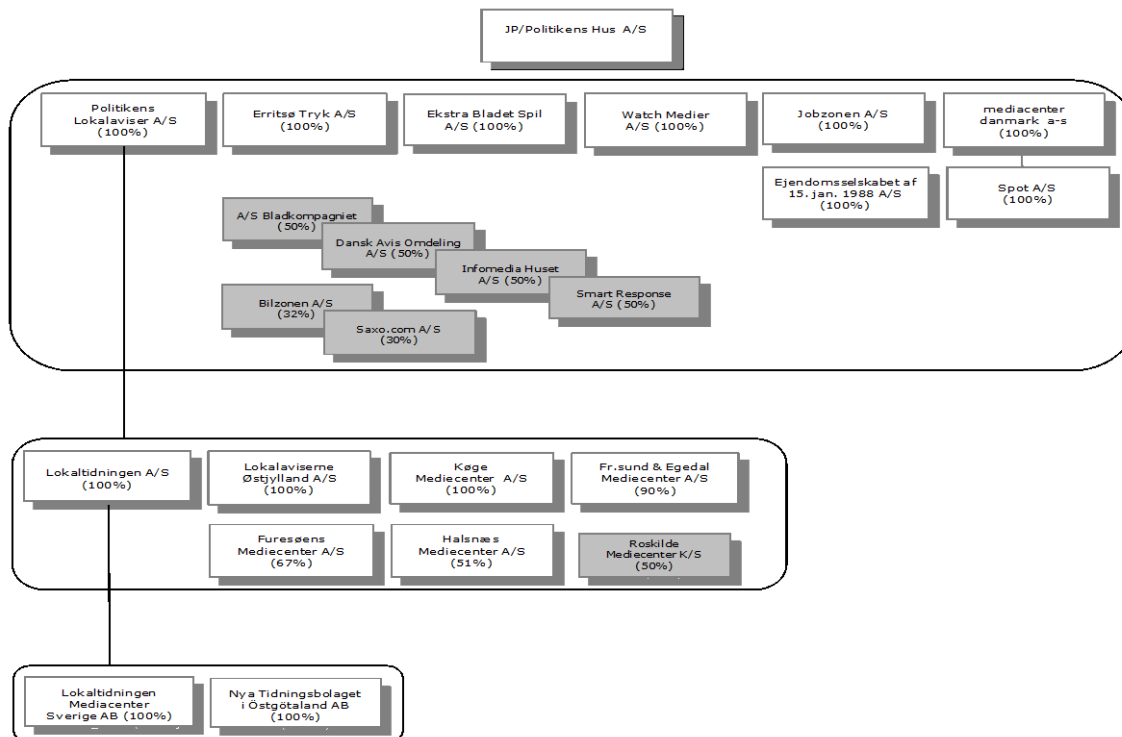 JP/Politikens Hus A/S
Politikens
Lokalaviser A/S
(100%)
Erritsø Tryk A/S
(100%)
Ekstra Bladet Spil
A/S (100%)
Watch Medier
A/S (100%)
Jobzonen A/S
(100%)
mediacenter
danmark a-s
(100%)
Ejendomsselskabet af
15. jan. 1988 A/S
(100%)
Spot A/S
(100%)
A/S Bladkompagniet
(50%)
Dansk Avis Omdeling
A/S (50%)
Infomedia Huset
A/S (50%)
Smart Response
A/S (50%)
Bilzonen A/S
(32%)
Saxo.com A/S
(30%)
Lokaltidningen A/S
(100%)
Lokalaviserne
Østjylland A/S
(100%)
Køge
Mediecenter A/S
(100%)
Fr.sund & Egedal
Mediecenter A/S
(90%)
Furesøens
Mediecenter A/S
(67%)
Halsnæs
Mediecenter A/S
(51%)
Roskilde
Mediecenter K/S
(50%)
Lokaltidningen
Mediacenter
Sverige AB (100%)
Nya Tidningsbolaget
i Östgötaland AB
(100%)